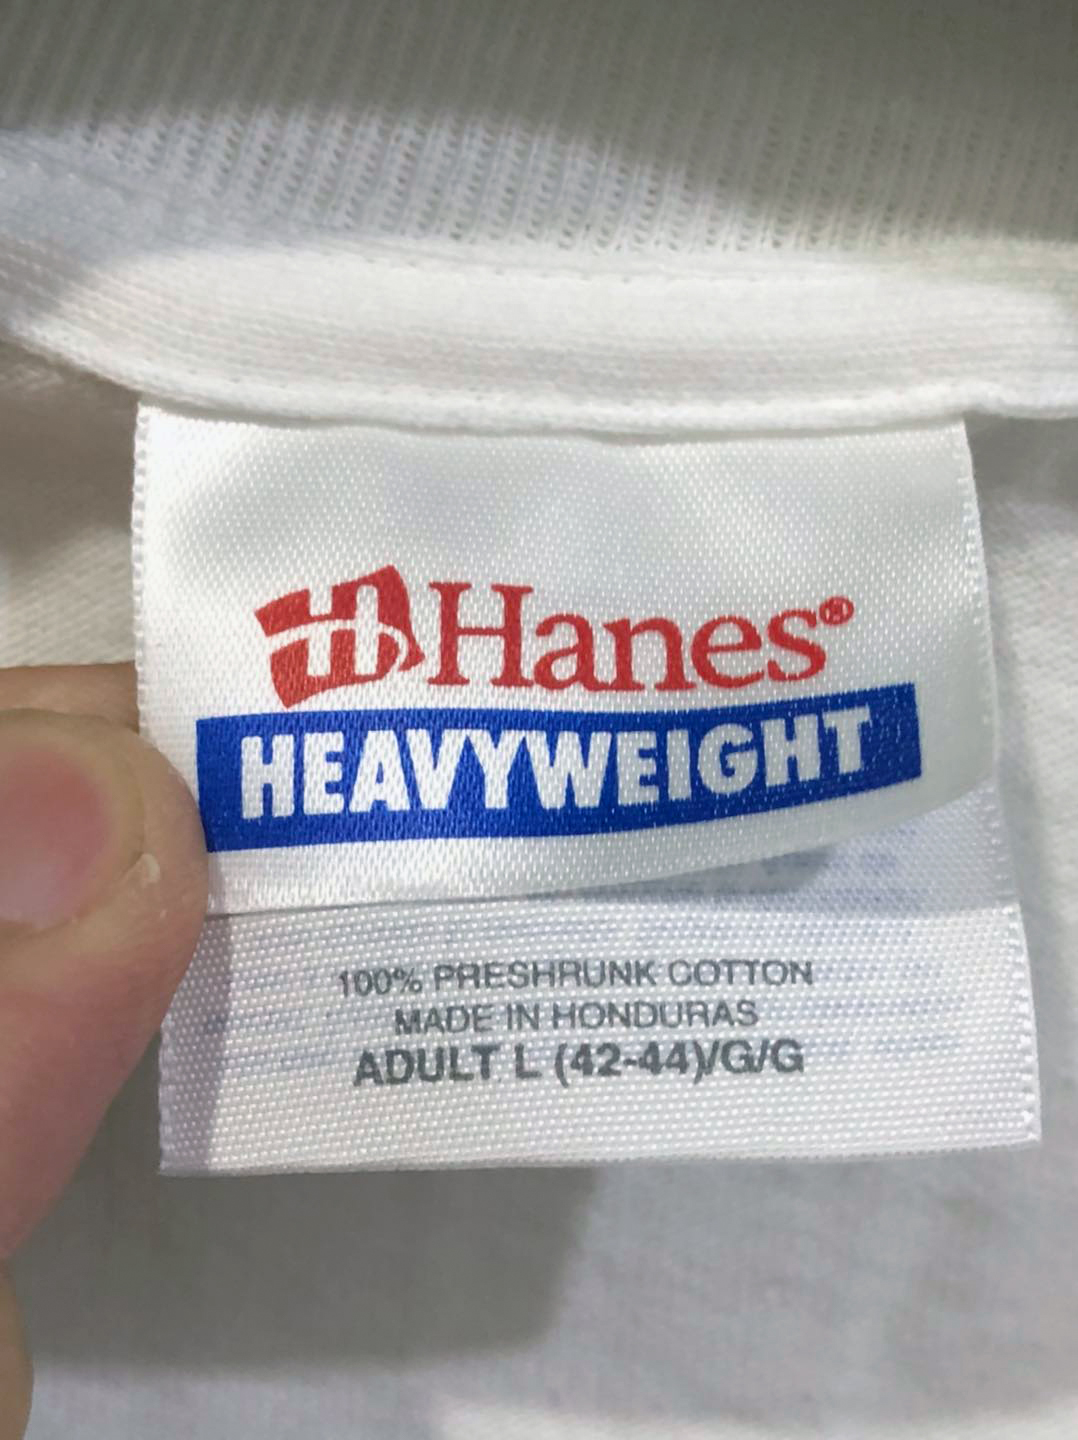 Hanes®
HEAVYWEIGHT
100% PRESHRUNK COTTON
MADE IN HONDURAS
ADULT L (42-44)/G/G